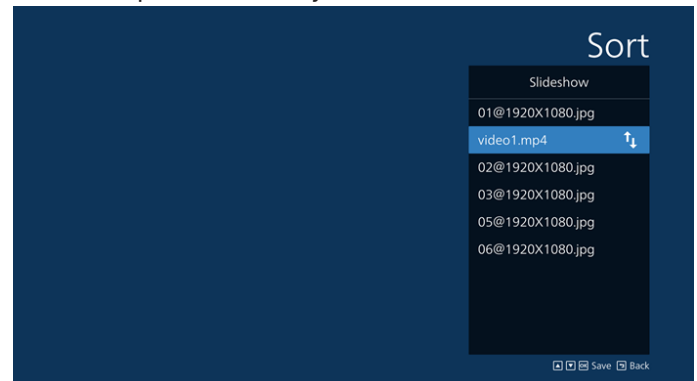 Sort
Slideshow
01@1920X1080.jpg
video1.mp4
02@1920X1080.jpg
03@1920X1080.jpg
05@1920X1080.jpg
06@1920X1080.jpg
OK Save Back